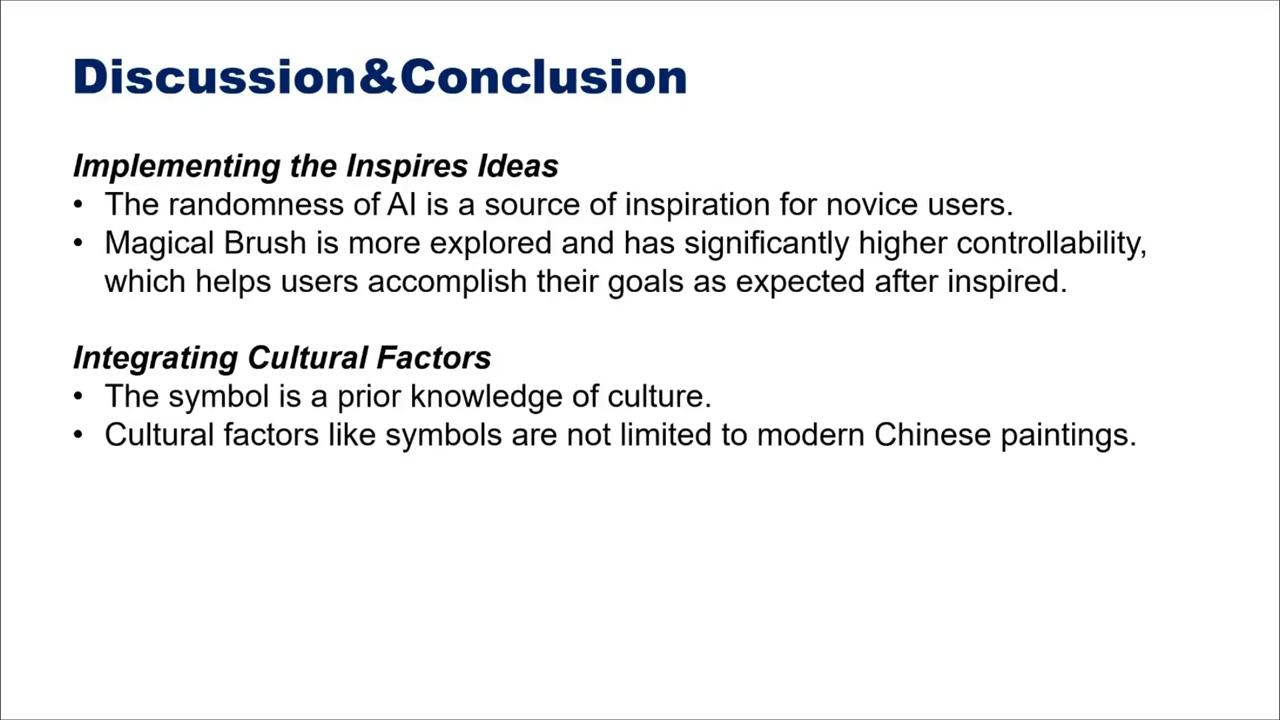 Discussion&Conclusion
Implementing the Inspires Ideas
• The randomness of AI is a source of inspiration for novice users.
• Magical Brush is more explored and has significantly higher controllability,
which helps users accomplish their goals as expected after inspired.
Integrating Cultural Factors
• The symbol is a prior knowledge of culture.
• Cultural factors like symbols are not limited to modern Chinese paintings.